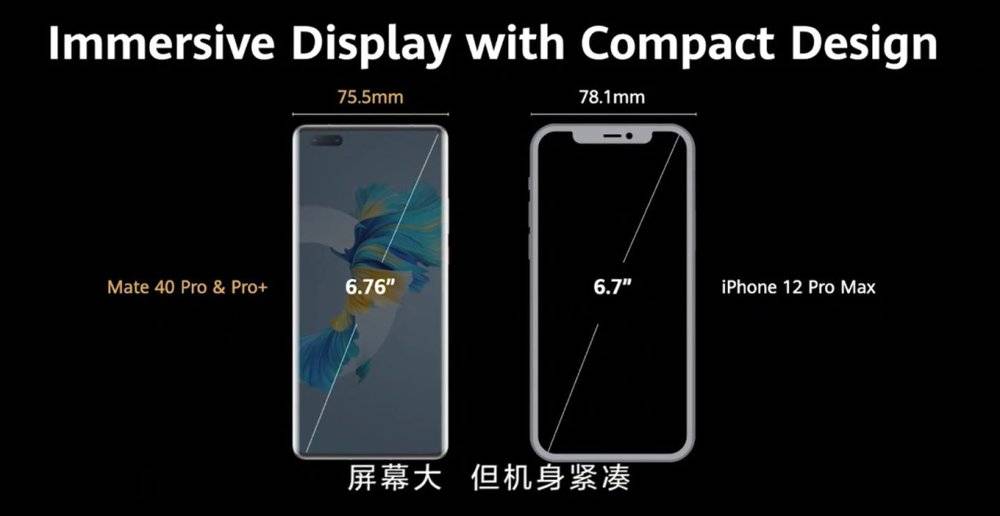 Immersive Display with Compact Design
75.5mm
78.1mm
Mate 40 Pro & Pro+
6.76"
6.7"
iPhone 12 Pro Max
屏幕大 但机身紧凑